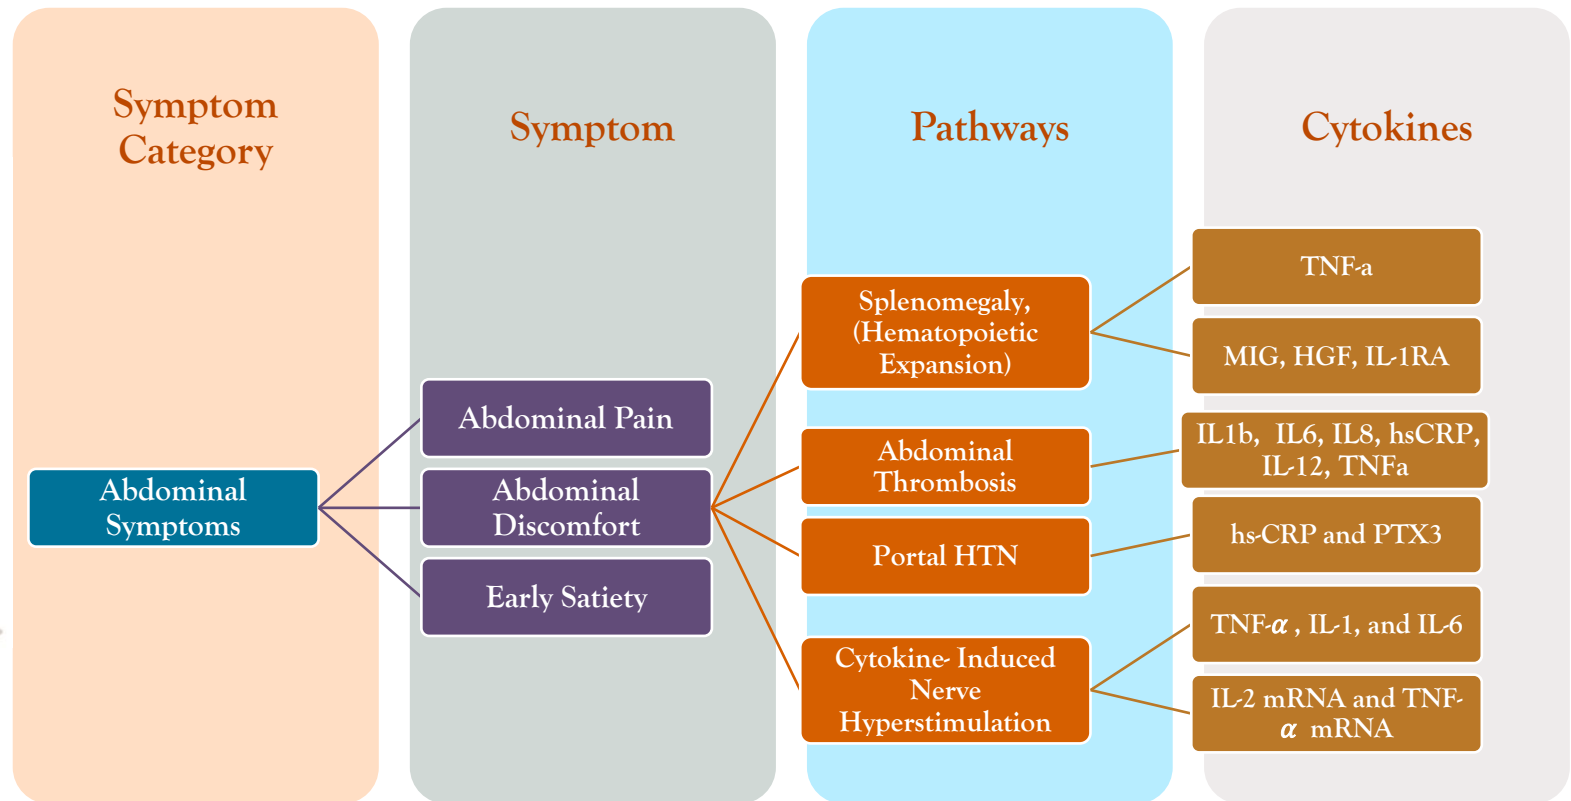 Symptom
Category
Symptom
Pathways
Cytokines
Abdominal
Symptoms
Abdominal Pain
Abdominal
Discomfort
Early Satiety
Splenomegaly,
(Hematopoietic
Expansion)
Abdominal
Thrombosis
Portal HTN
Cytokine- Induced
Nerve
Hyperstimulation
TNF-a
MIG, HGF, IL-1RA
IL1b, IL6, IL8, hsCRP,
IL-12, TNFa
hs-CRP and PTX3
TNF-α , IL-1, and IL-6
IL-2 mRNA and TNF-
α mRNA